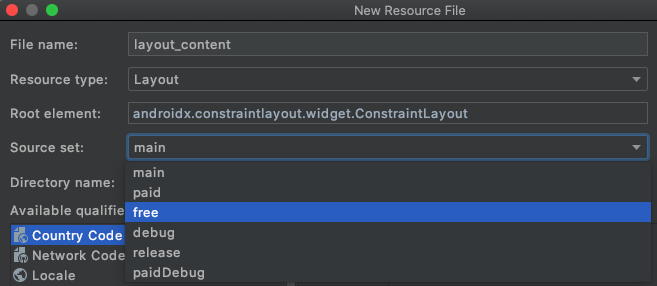 New Resource File
File name: layout_content
Resource type: Layout
Root element: androidx.constraintlayout.widget.ConstraintLayout
Source set: main
main
Directory name:
paid
Available qualifie
free
Country Code
debug
Network Code
release
Locale
paidDebug